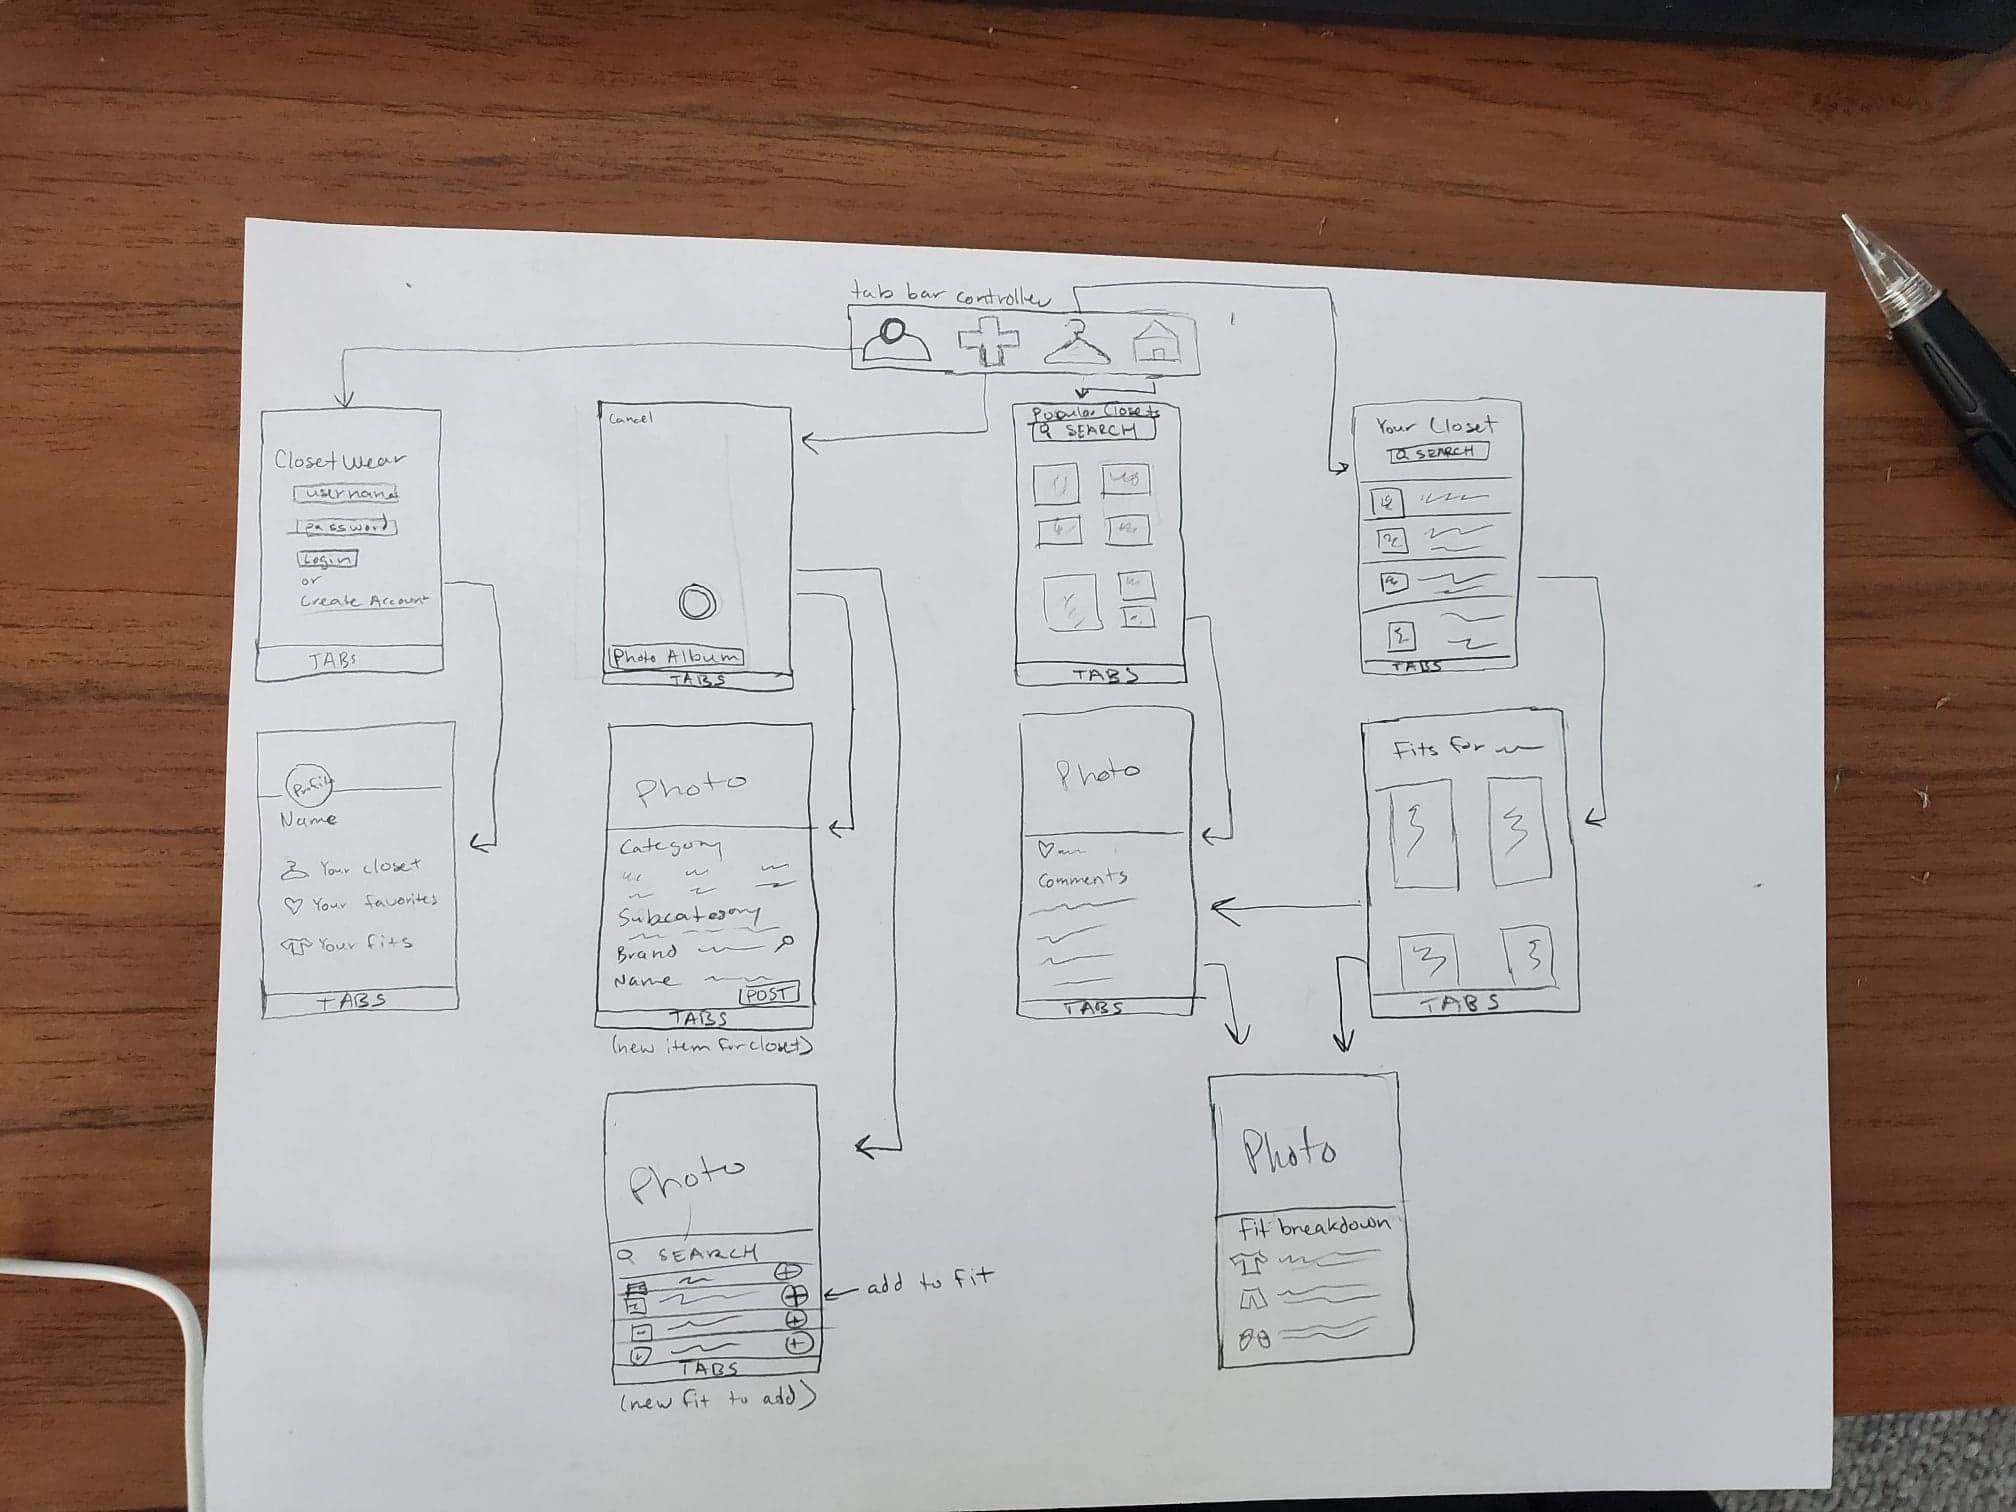 tab bar controller
Closet Wear
username
password
Login
or
Create Account
TABS
Cancel
Photo Album
TABS
Popular Closets
SEARCH
TABS
Your Closet
SEARCH
TABS
Profile
Name
Your closet
Your favorites
Your fits
TABS
Photo
Category
Subcategory
Brand
Name
POST
TABS
(new item for closet)
Photo
Comments
TABS
Fits for
TABS
Photo
SEARCH
add to fit
TABS
(new fit to add)
Photo
Fit breakdown